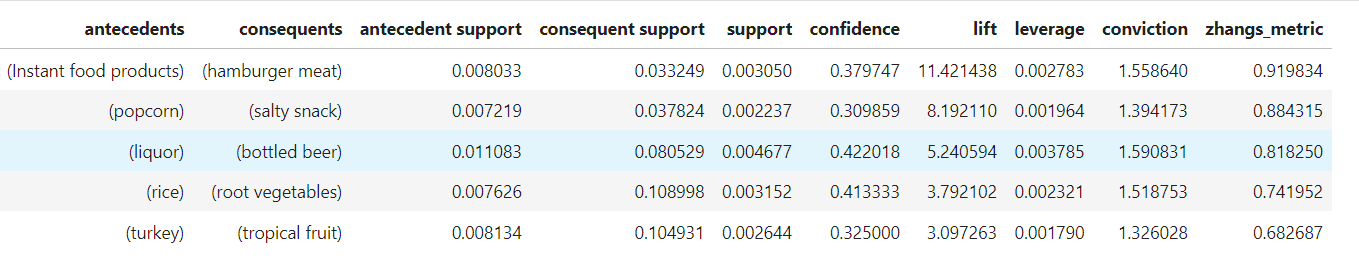 antecedents consequents antecedent support consequent support support confidence lift leverage conviction zhangs_metric
(Instant food products) (hamburger meat) 0.008033 0.033249 0.003050 0.379747 11.421438 0.002783 1.558640 0.919834
(popcorn) (salty snack) 0.007219 0.037824 0.002237 0.309859 8.192110 0.001964 1.394173 0.884315
(liquor) (bottled beer) 0.011083 0.080529 0.004677 0.422018 5.240594 0.003785 1.590831 0.818250
(rice) (root vegetables) 0.007626 0.108998 0.003152 0.413333 3.792102 0.002321 1.518753 0.741952
(turkey) (tropical fruit) 0.008134 0.104931 0.002644 0.325000 3.097263 0.001790 1.326028 0.682687